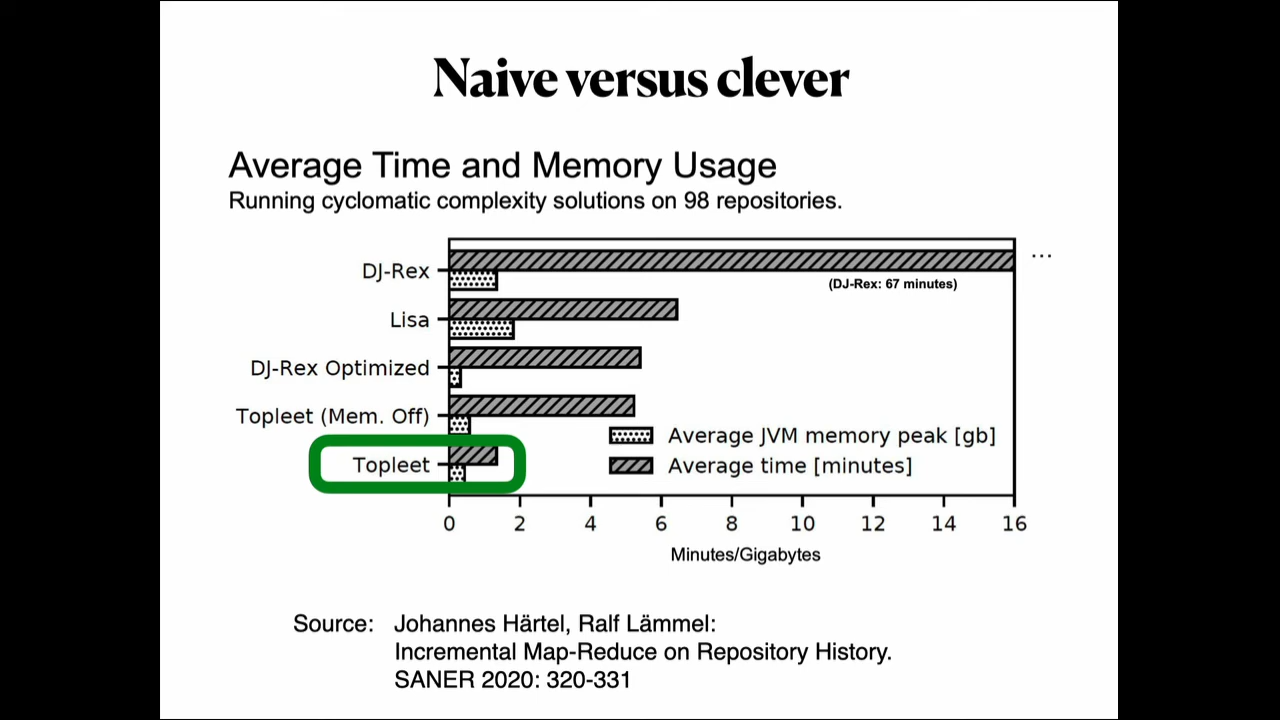 Naive versus clever
Average Time and Memory Usage
Running cyclomatic complexity solutions on 98 repositories.
DJ-Rex
...
(DJ-Rex: 67 minutes)
Lisa
DJ-Rex Optimized
Topleet (Mem. Off)
Topleet
Average JVM memory peak [gb]
Average time [minutes]
0 2 4 6 8 10 12 14 16
Minutes/Gigabytes
Source: Johannes Härtel, Ralf Lämmel:
Incremental Map-Reduce on Repository History.
SANER 2020: 320-331